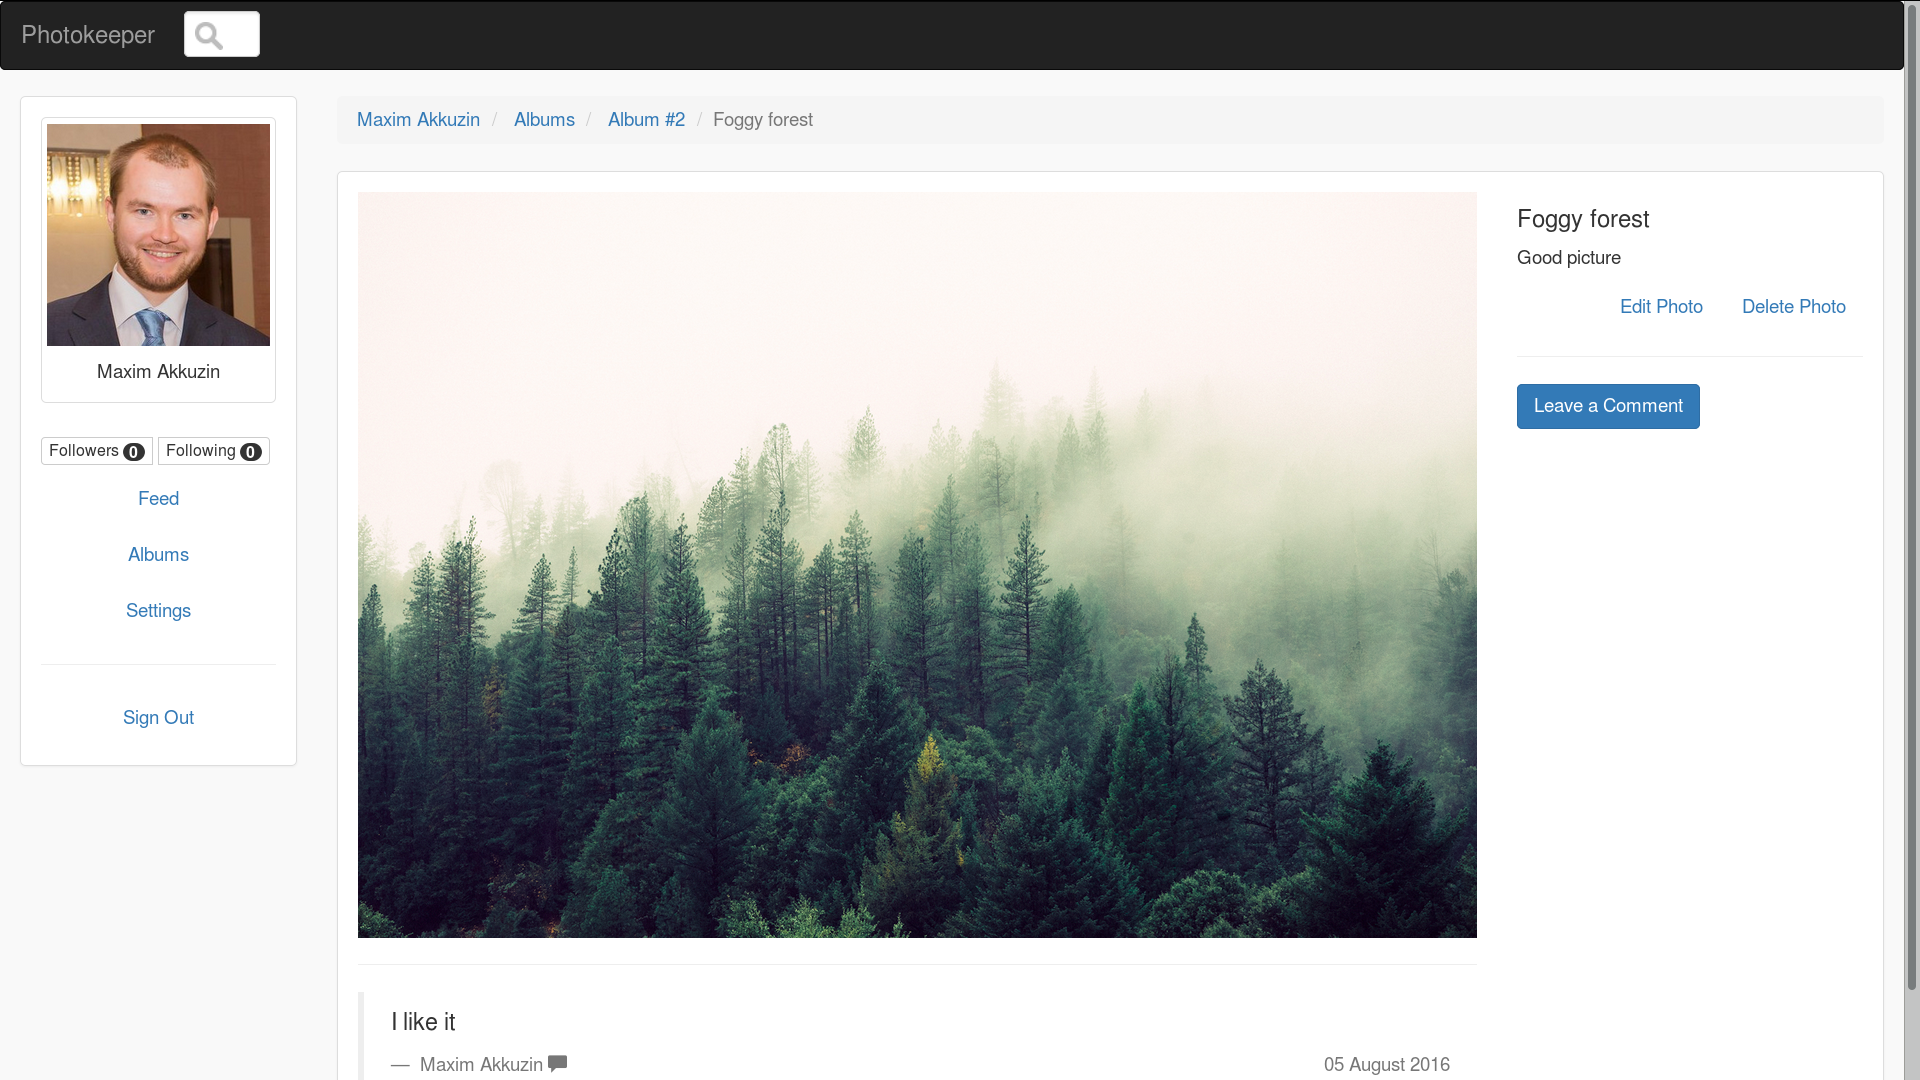 Photokeeper
Maxim Akkuzin / Albums / Album #2 / Foggy forest
Maxim Akkuzin
Followers 0 Following 0
Feed
Albums
Settings
Sign Out
Foggy forest
Good picture
Edit Photo Delete Photo
Leave a Comment
I like it
— Maxim Akkuzin 05 August 2016